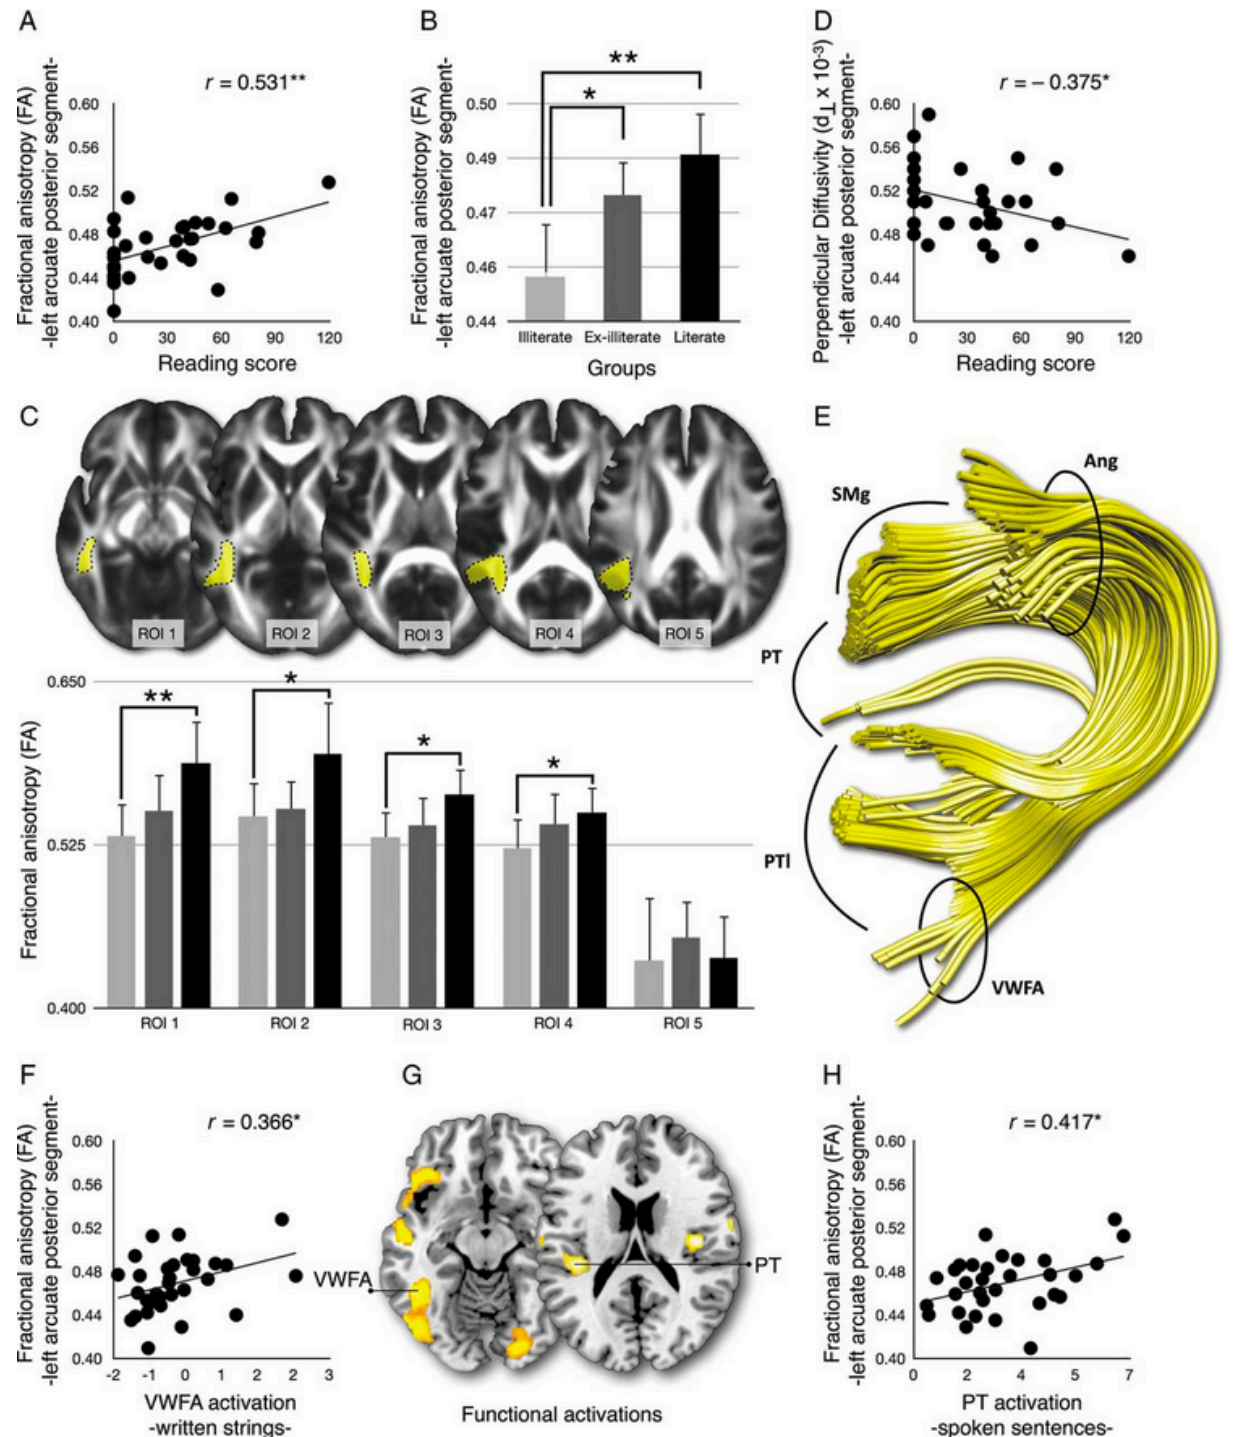 A
Fractional anisotropy (FA)
-left arcuate posterior segment-
r = 0.531**
0.60
0.56
0.52
0.48
0.44
0.40
0 30 60 90 120
Reading score
B
Fractional anisotropy (FA)
-left arcuate posterior segment-
**
*
0.50
0.49
0.47
0.46
0.44
Illiterate Ex-illiterate Literate
Groups
D
Perpendicular Diffusivity (d⊥ x 10-3)
-left arcuate posterior segment-
r = – 0.375*
0.60
0.56
0.52
0.48
0.44
0.40
0 30 60 90 120
Reading score
C
ROI 1 ROI 2 ROI 3 ROI 4 ROI 5
Fractional anisotropy (FA)
0.650
0.525
0.400
** * * *
ROI 1 ROI 2 ROI 3 ROI 4 ROI 5
E
Ang
SMg
PT
PTl
VWFA
F
Fractional anisotropy (FA)
-left arcuate posterior segment-
r = 0.366*
0.60
0.56
0.52
0.48
0.44
0.40
-2 -1 0 1 2 3
VWFA activation
-written strings-
G
VWFA
PT
Functional activations
H
Fractional anisotropy (FA)
-left arcuate posterior segment-
r = 0.417*
0.60
0.56
0.52
0.48
0.44
0.40
0 2 4 5 7
PT activation
-spoken sentences-